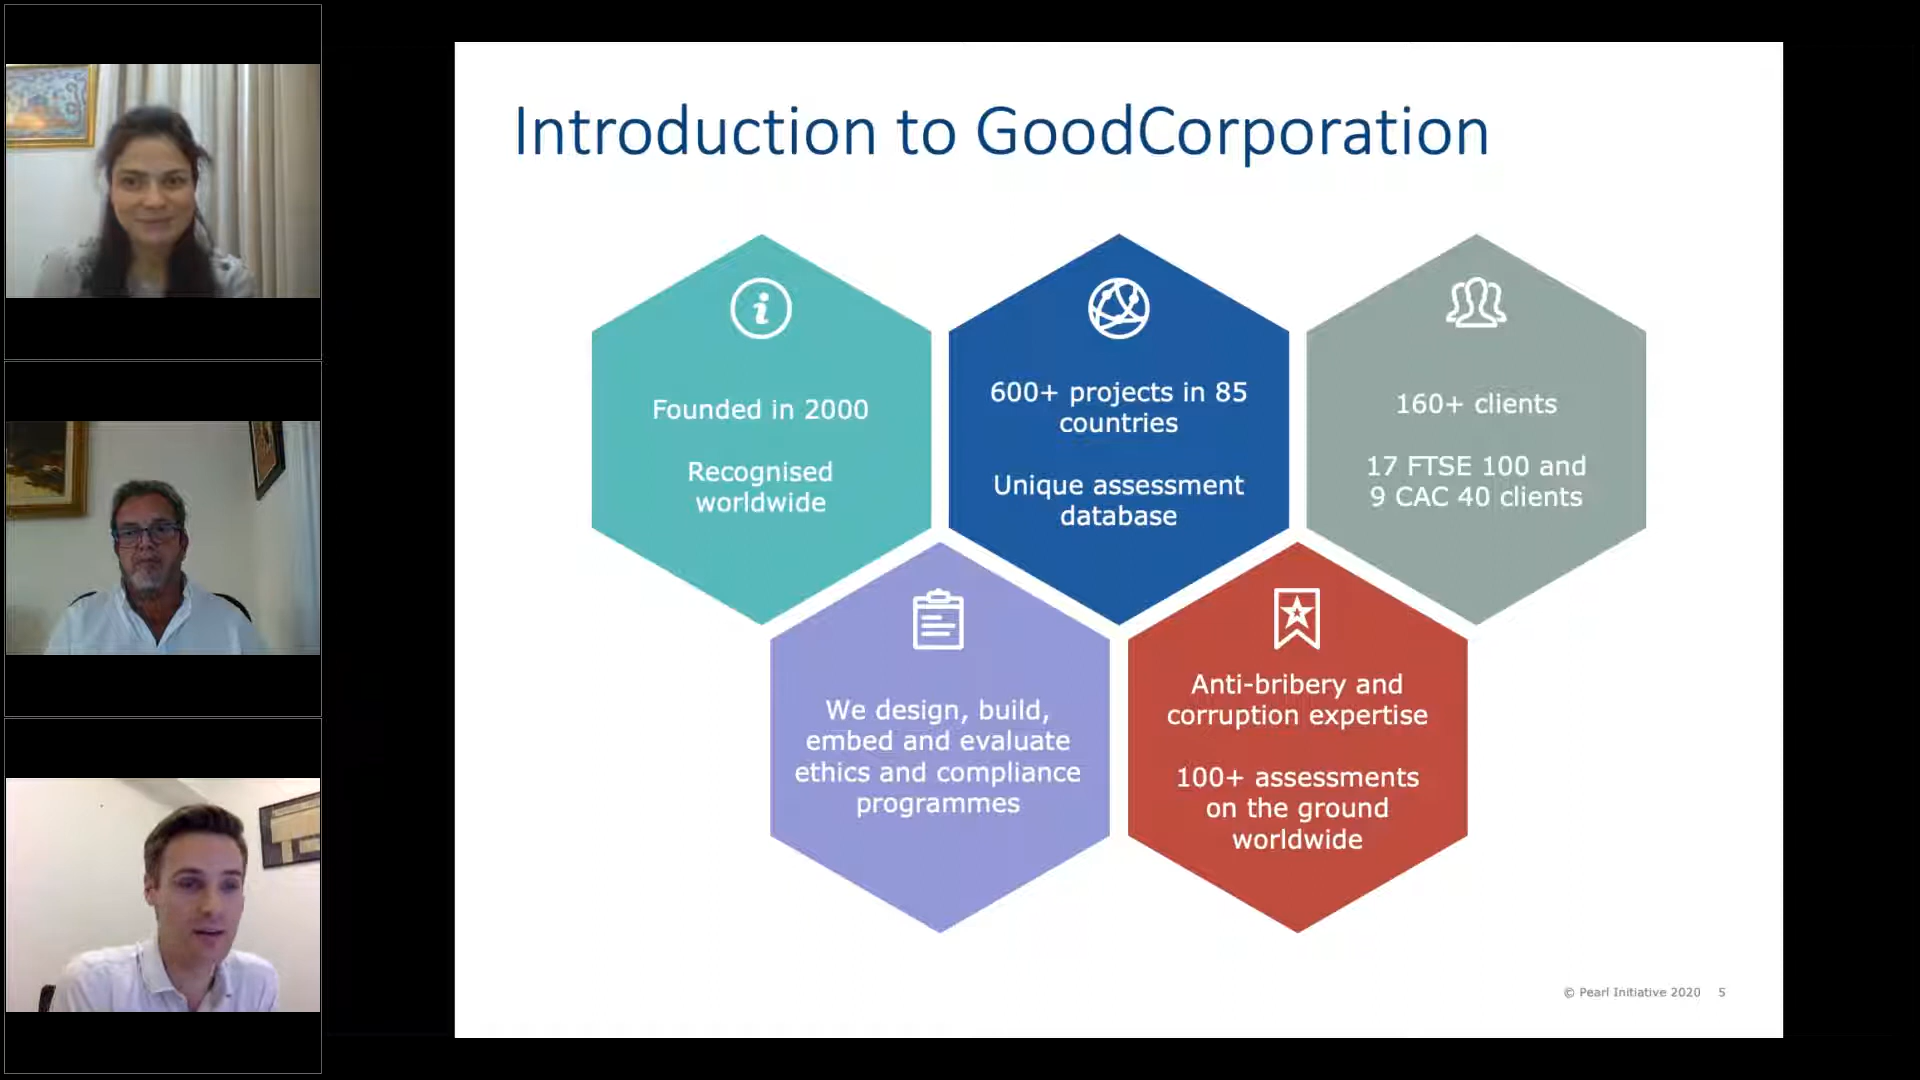 Introduction to GoodCorporation
Founded in 2000
Recognised
worldwide
600+ projects in 85
countries
Unique assessment
database
160+ clients
17 FTSE 100 and
9 CAC 40 clients
We design, build,
embed and evaluate
ethics and compliance
programmes
Anti-bribery and
corruption expertise
100+ assessments
on the ground
worldwide
© Pearl Initiative 2020 5